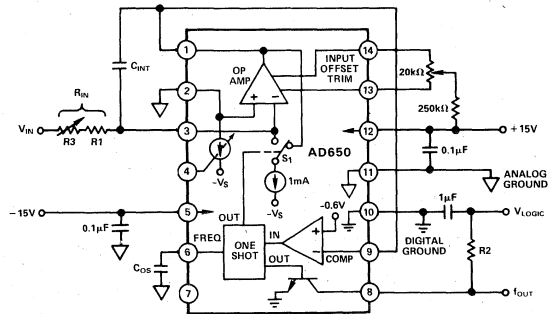 1
14
OP
AMP
INPUT
OFFSET
TRIM
20kΩ
CINT
2
+
−
13
250kΩ
RIN
VIN
R3
R1
3
12
+15V
S1
AD650
0.1μF
4
−VS
1mA
11
ANALOG
GROUND
−VS
−0.6V
1μF
−15V
5
OUT
10
VLOGIC
0.1μF
FREQ
ONE
SHOT
IN
+
−
DIGITAL
GROUND
6
OUT
COMP
9
R2
COS
7
8
fOUT